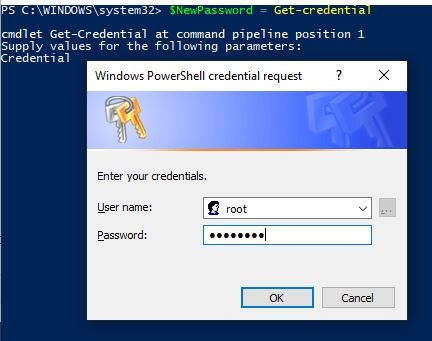 PS C:\WINDOWS\system32> $NewPassword = Get-credential
cmdlet Get-Credential at command pipeline position 1
Supply values for the following parameters:
Credential
Windows PowerShell credential request
?
Enter your credentials.
User name:
root
...
Password:
●●●●●●●●
OK
Cancel